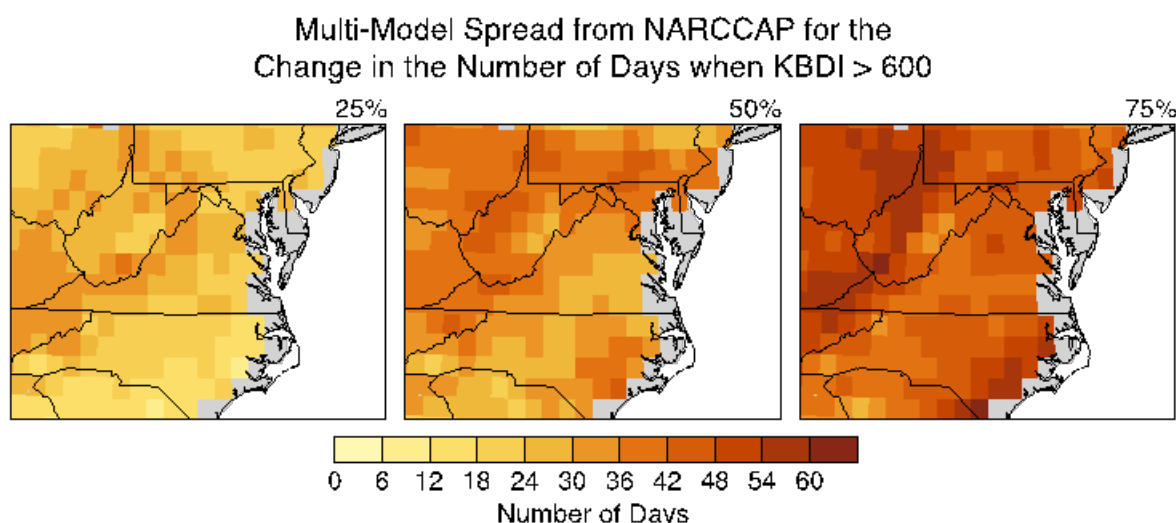 Multi-Model Spread from NARCCAP for the
Change in the Number of Days when KBDI > 600
25% 50% 75%
0 6 12 18 24 30 36 42 48 54 60
Number of Days